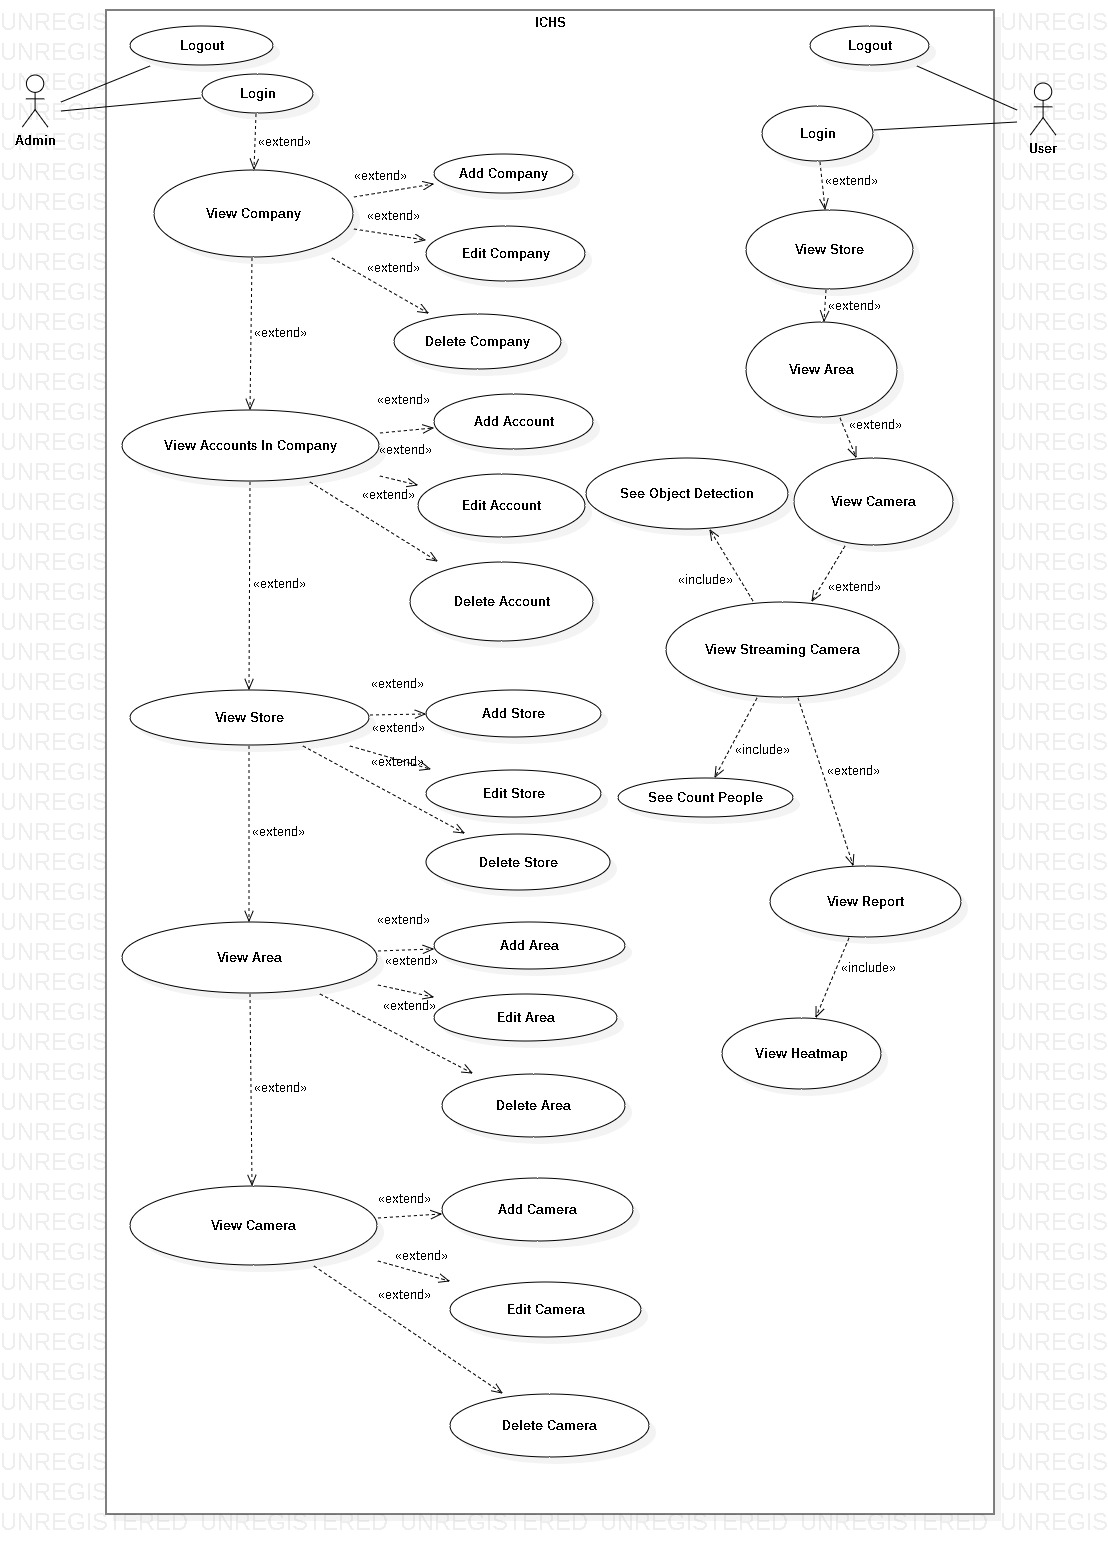 ICHS
Logout
Logout
Login
Admin
User
Login
«extend»
«extend»
Add Company
«extend»
«extend»
View Company
«extend»
Edit Company
View Store
«extend»
«extend»
Delete Company
«extend»
View Area
«extend»
Add Account
«extend»
View Accounts In Company
«extend»
See Object Detection
View Camera
«extend»
Edit Account
«extend»
«include»
«extend»
Delete Account
View Streaming Camera
«extend»
Add Store
View Store
«extend»
«include»
«extend»
«extend»
Edit Store
See Count People
«extend»
Delete Store
View Report
«extend»
Add Area
View Area
«extend»
«include»
«extend»
Edit Area
View Heatmap
«extend»
Delete Area
«extend»
Add Camera
View Camera
«extend»
«extend»
Edit Camera
Delete Camera
UNREGISTERED UNREGISTERED UNREGISTERED UNREGISTERED UNREGISTERED UNREGIS